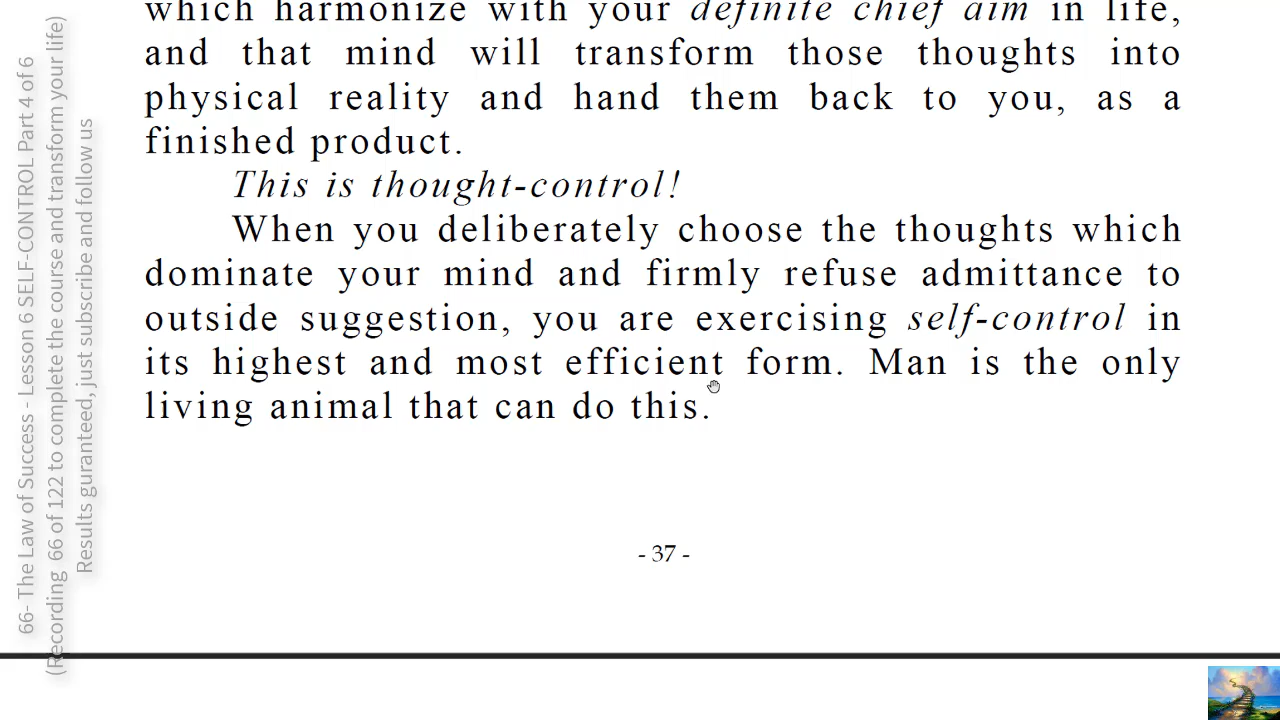 which harmonize with your definite chief aim in life,
and that mind will transform those thoughts into
physical reality and hand them back to you, as a
finished product.
This is thought-control!
When you deliberately choose the thoughts which
dominate your mind and firmly refuse admittance to
outside suggestion, you are exercising self-control in
its highest and most efficient form. Man is the only
living animal that can do this.
- 37 -
66- The Law of Success - Lesson 6 SELF-CONTROL Part 4 of 6
(Recording 66 of 122 to complete the course and transform your life)
Results guranteed, just subscribe and follow us